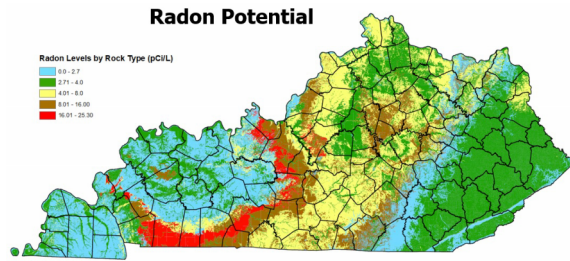 Radon Potential
Radon Levels by Rock Type (pCi/L)
0.0 - 2.7
2.71 - 4.0
4.01 - 8.0
8.01 - 16.00
16.01 - 25.30